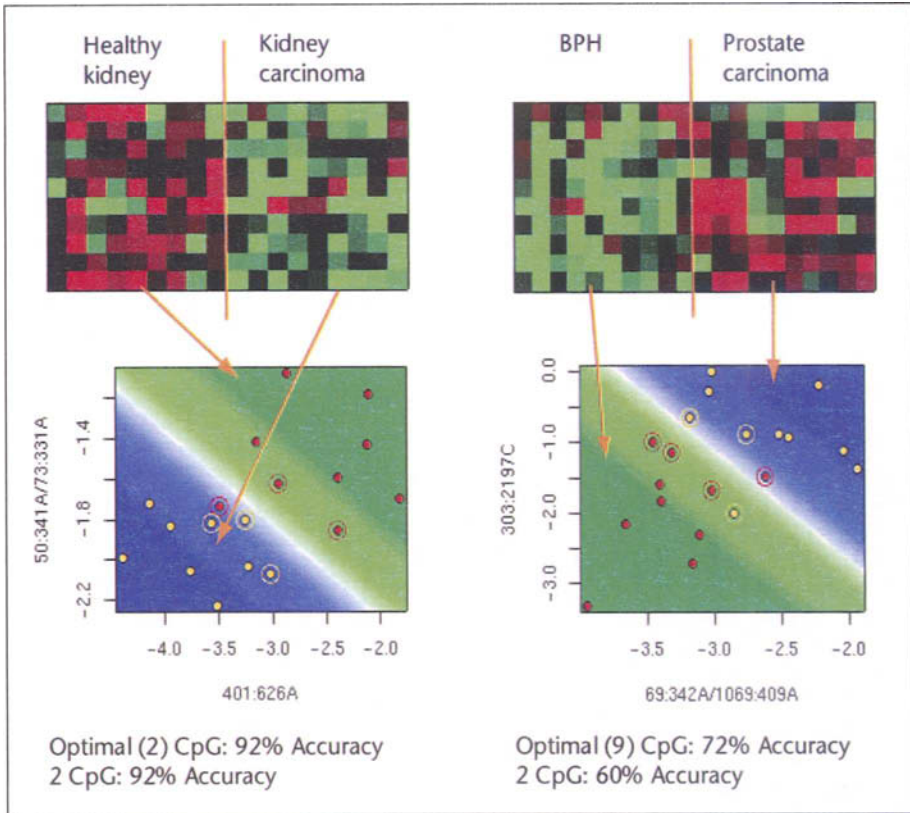 Healthy
kidney
Kidney
carcinoma
BPH
Prostate
carcinoma
50:341A/73:331A
-1.4
-1.8
-2.2
-4.0 -3.5 -3.0 -2.5 -2.0
401:626A
303:2197C
0.0
-1.0
-2.0
-3.0
-3.5 -3.0 -2.5 -2.0
69:342A/1069:409A
Optimal (2) CpG: 92% Accuracy
2 CpG: 92% Accuracy
Optimal (9) CpG: 72% Accuracy
2 CpG: 60% Accuracy